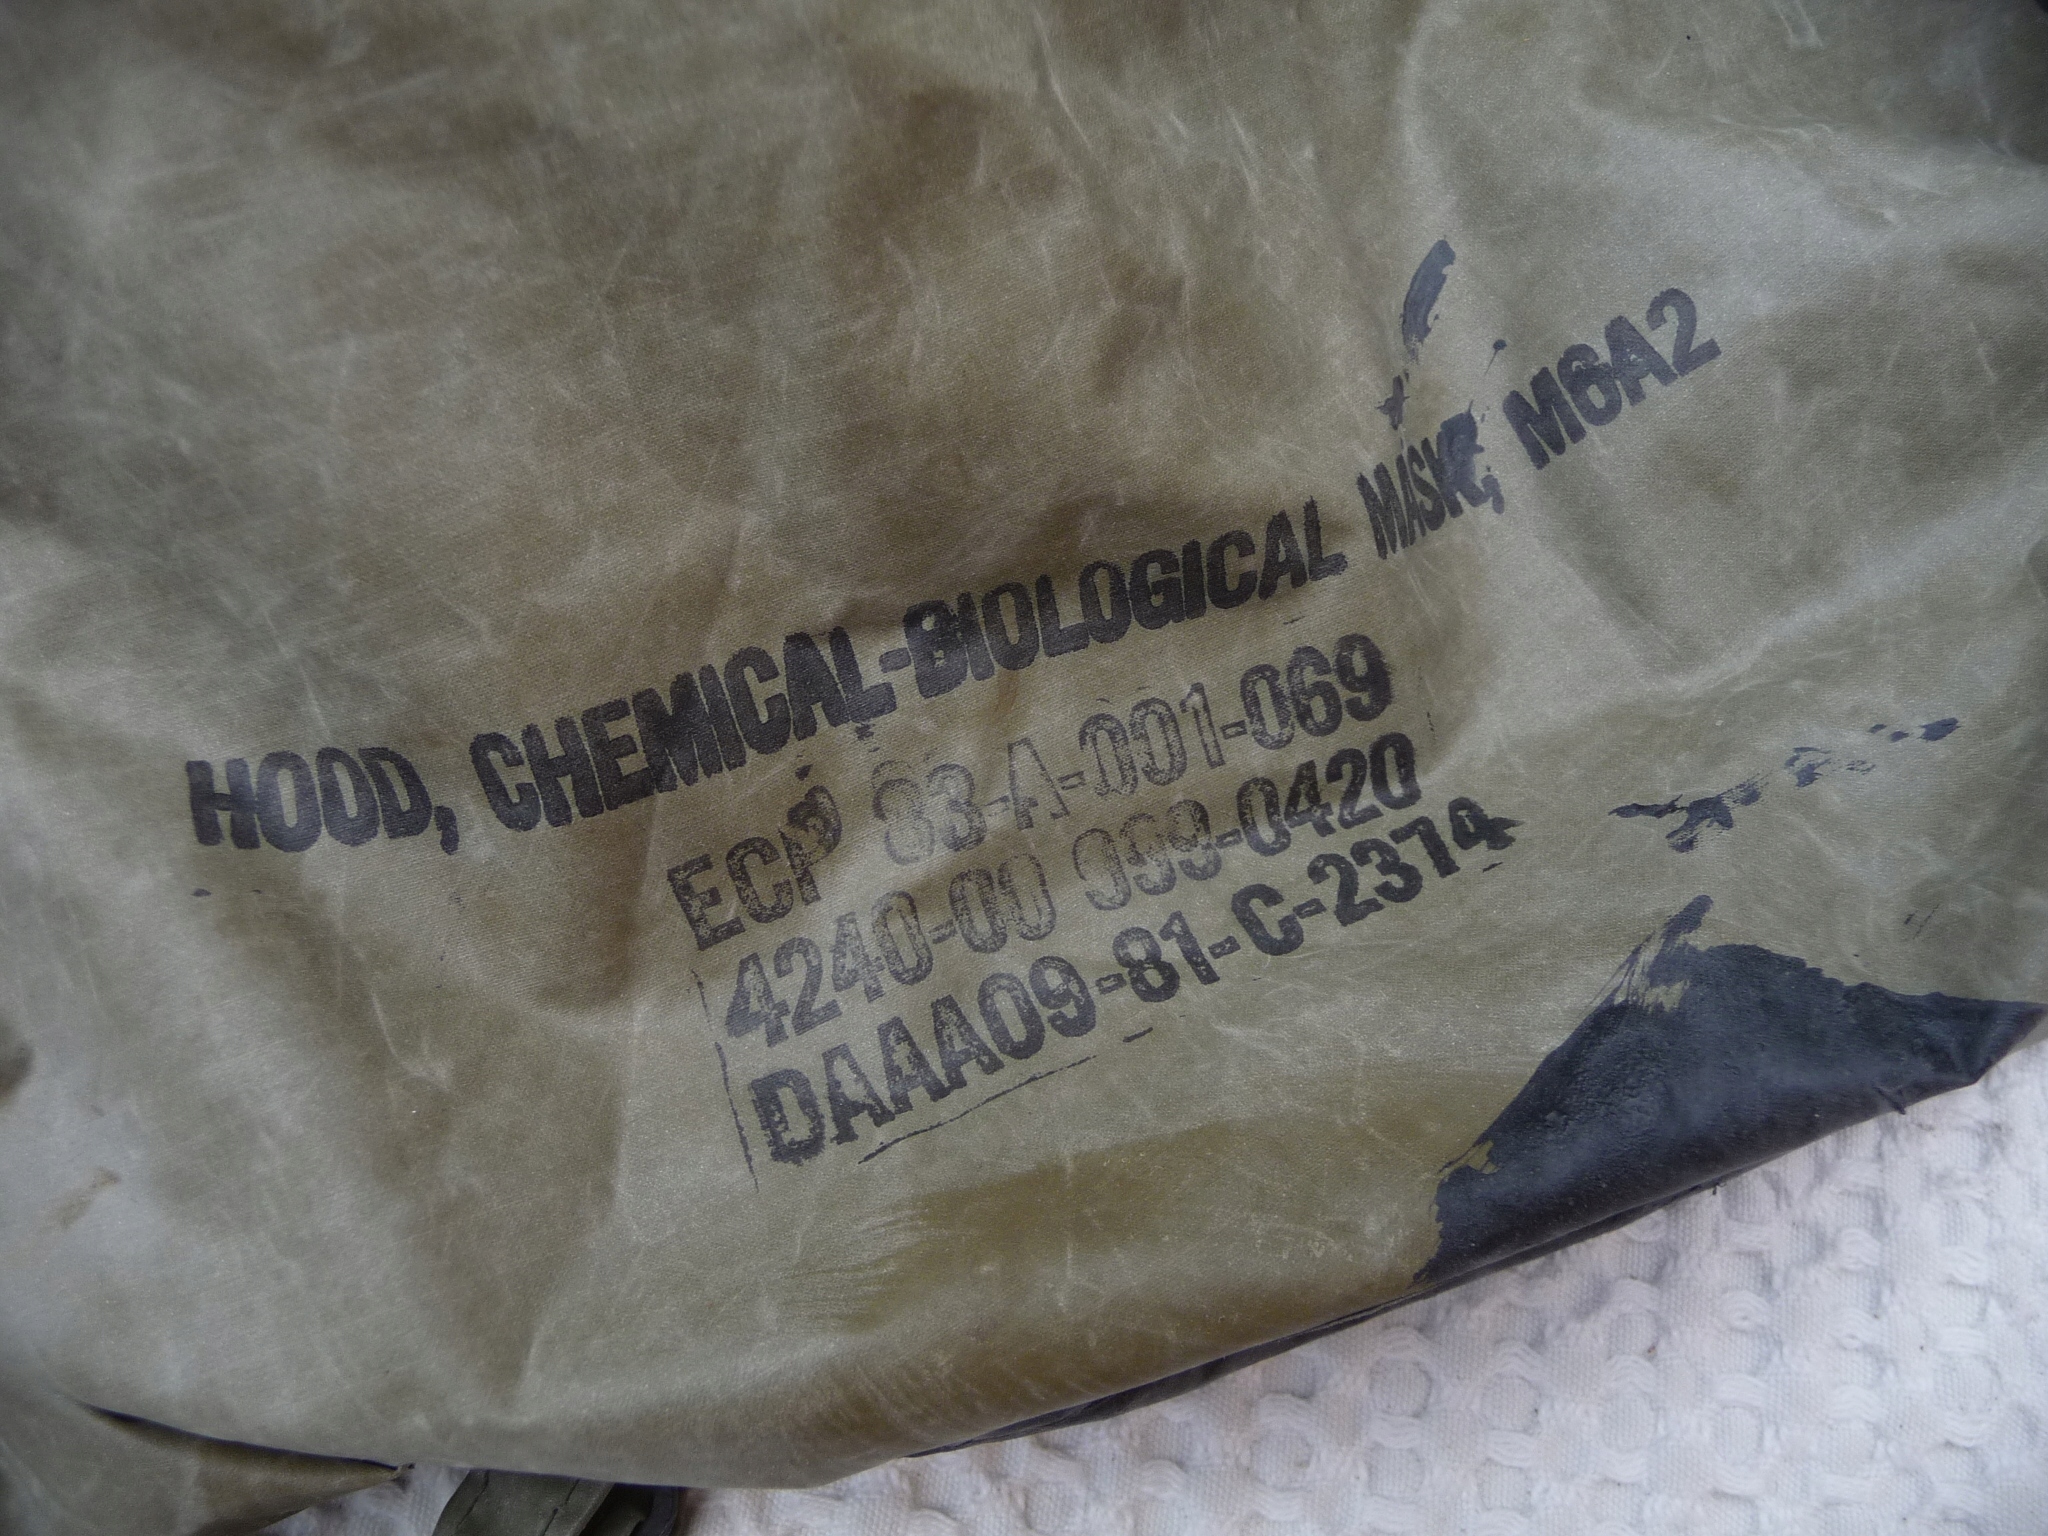 HOOD, CHEMICAL-BIOLOGICAL MASK, M6A2
ECP 83-A-001-069
4240-00 999-0420
DAAA09-81-C-2374